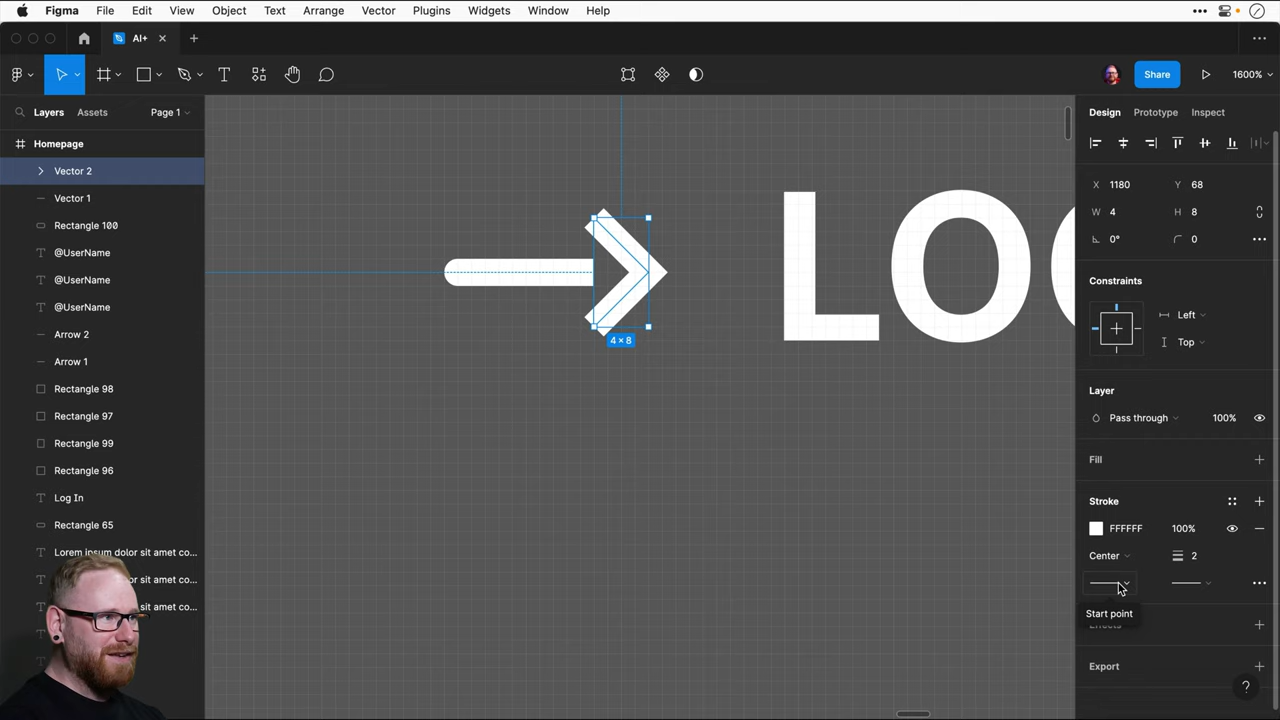 Figma File Edit View Object Text Arrange Vector Plugins Widgets Window Help
AI+
Share
1600%
Layers Assets Page 1
Design Prototype Inspect
Homepage
Vector 2
Vector 1
Rectangle 100
@UserName
@UserName
@UserName
Arrow 2
Arrow 1
Rectangle 98
Rectangle 97
Rectangle 99
Rectangle 96
Log In
Rectangle 65
Lorem ipsum dolor sit amet co...
dolor sit amet co...
dolor sit amet co...
4 × 8
LO
X 1180 Y 68
W 4 H 8
0° 0
Constraints
Left
Top
Layer
Pass through 100%
Fill
Stroke
FFFFFF 100%
Center 2
Start point
Effects
Export
?